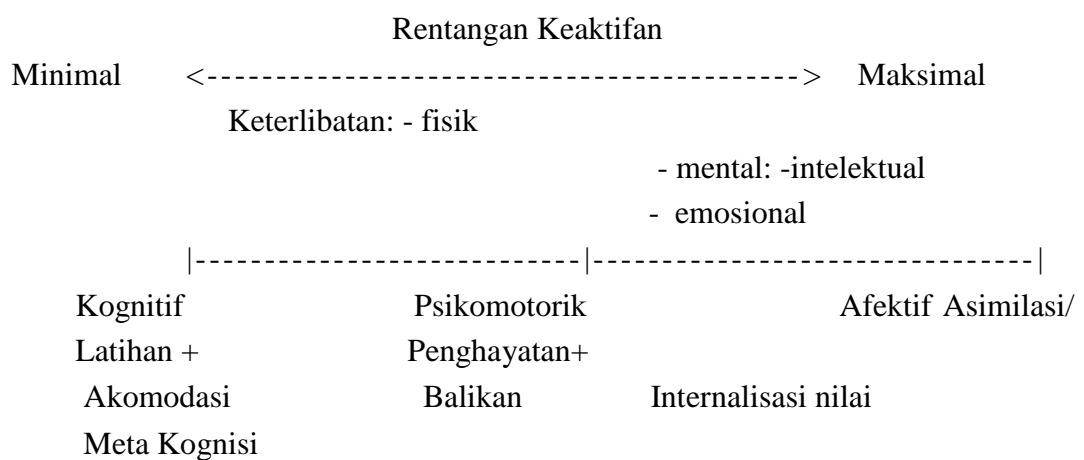 Rentangan Keaktifan
Minimal <-------------------------------------------> Maksimal
Keterlibatan: - fisik
- mental: -intelektual
- emosional
|----------------------------|--------------------------------|
Kognitif Psikomotorik Afektif Asimilasi/
Latihan + Penghayatan+
Akomodasi Balikan Internalisasi nilai
Meta Kognisi